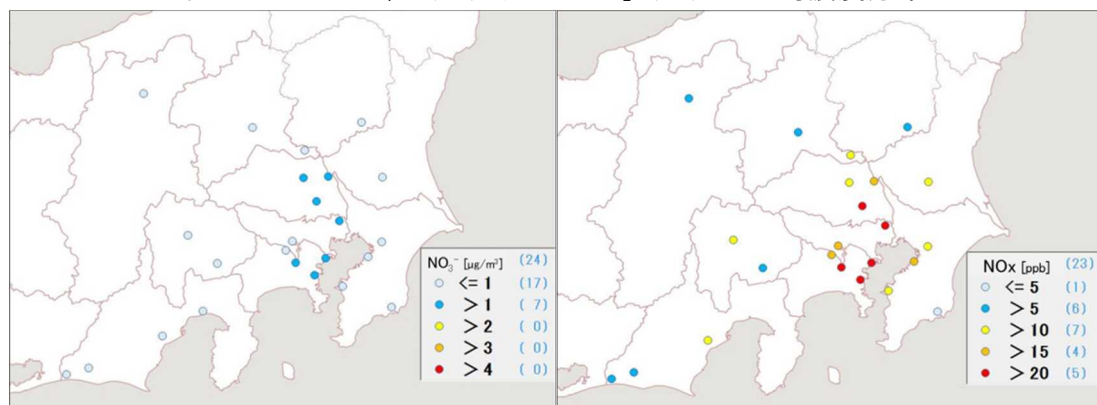 NO₃⁻ [μg/m³] (24)
<= 1 (17)
> 1 ( 7)
> 2 ( 0)
> 3 ( 0)
> 4 ( 0)
NOx [ppb] (23)
<= 5 (1)
> 5 (6)
> 10 (7)
> 15 (4)
> 20 (5)